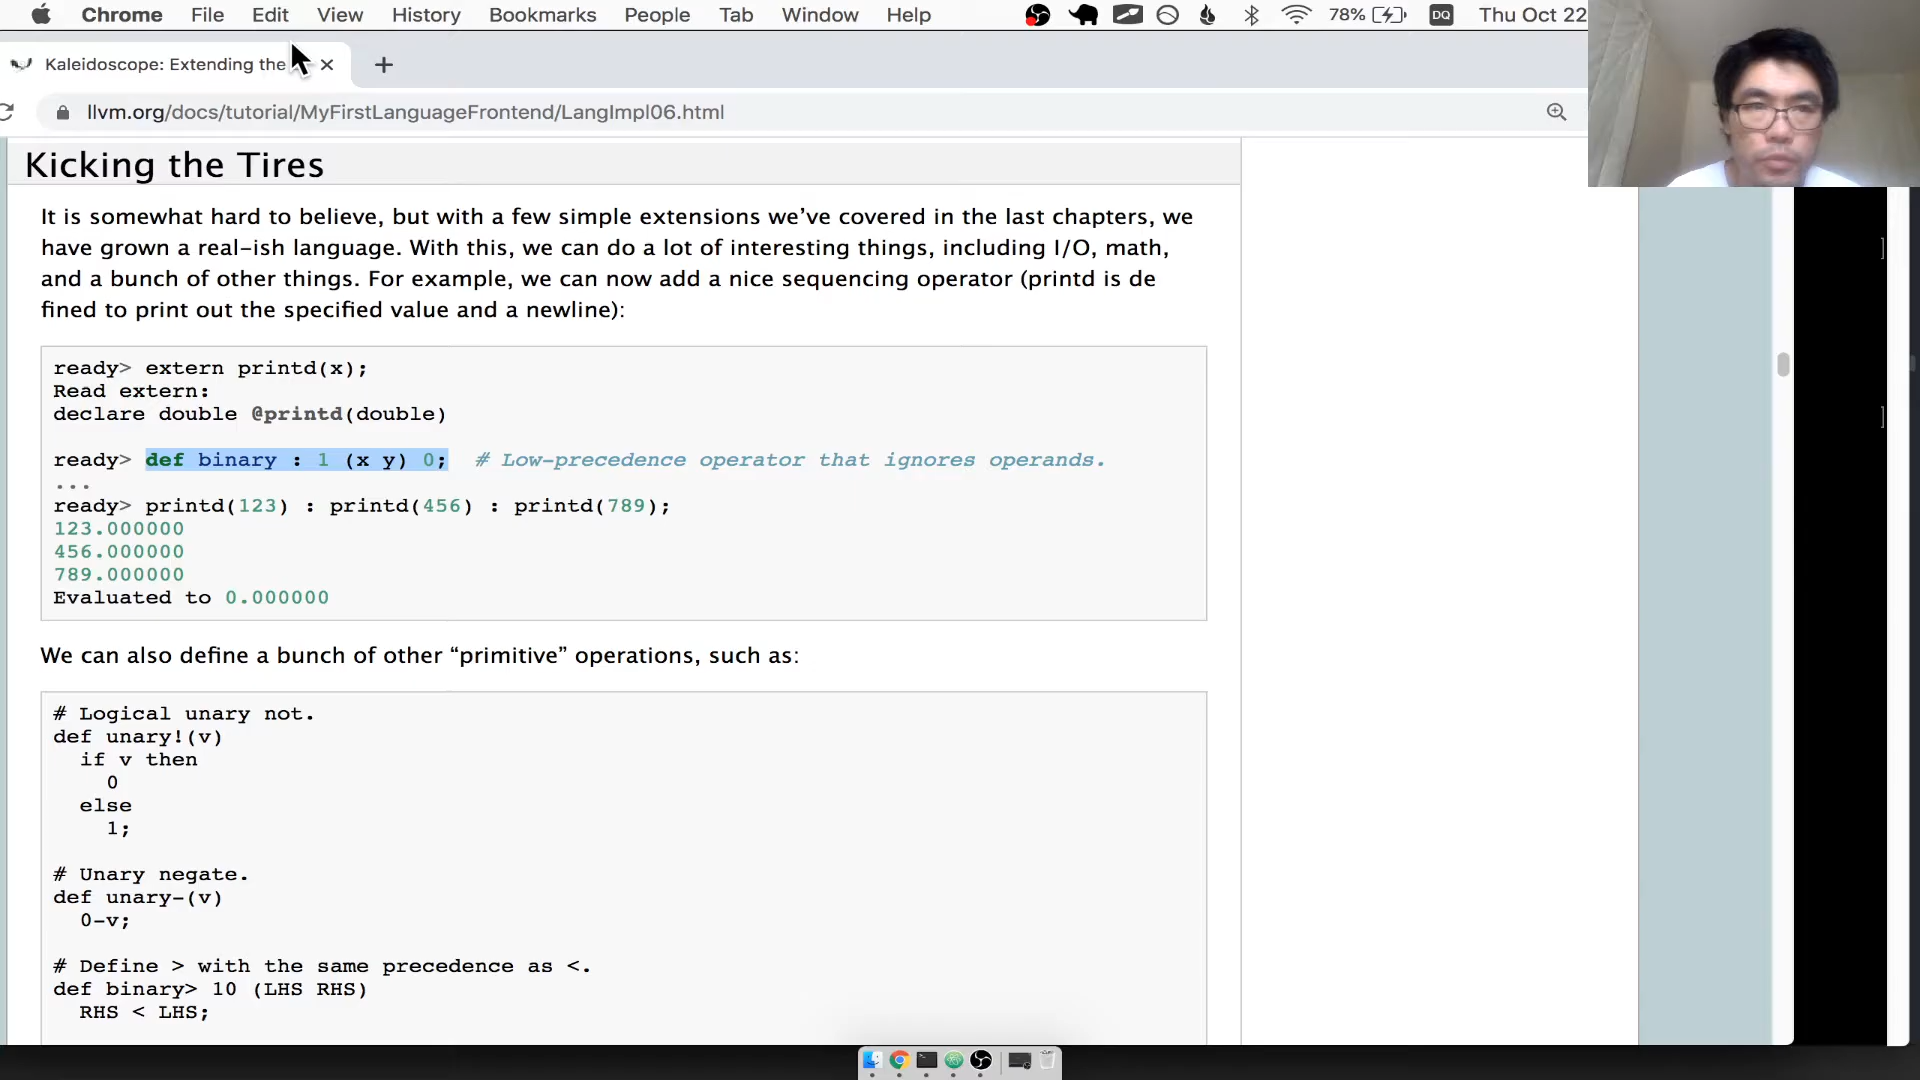 Chrome File Edit View History Bookmarks People Tab Window Help 78% DQ Thu Oct 22
Kaleidoscope: Extending the
llvm.org/docs/tutorial/MyFirstLanguageFrontend/LangImpl06.html
Kicking the Tires
It is somewhat hard to believe, but with a few simple extensions we’ve covered in the last chapters, we
have grown a real-ish language. With this, we can do a lot of interesting things, including I/O, math,
and a bunch of other things. For example, we can now add a nice sequencing operator (printd is de
fined to print out the specified value and a newline):
ready> extern printd(x);
Read extern:
declare double @printd(double)
ready> def binary : 1 (x y) 0; # Low-precedence operator that ignores operands.
...
ready> printd(123) : printd(456) : printd(789);
123.000000
456.000000
789.000000
Evaluated to 0.000000
We can also define a bunch of other “primitive” operations, such as:
# Logical unary not.
def unary!(v)
if v then
0
else
1;
# Unary negate.
def unary-(v)
0-v;
# Define > with the same precedence as <.
def binary> 10 (LHS RHS)
RHS < LHS;
]
]